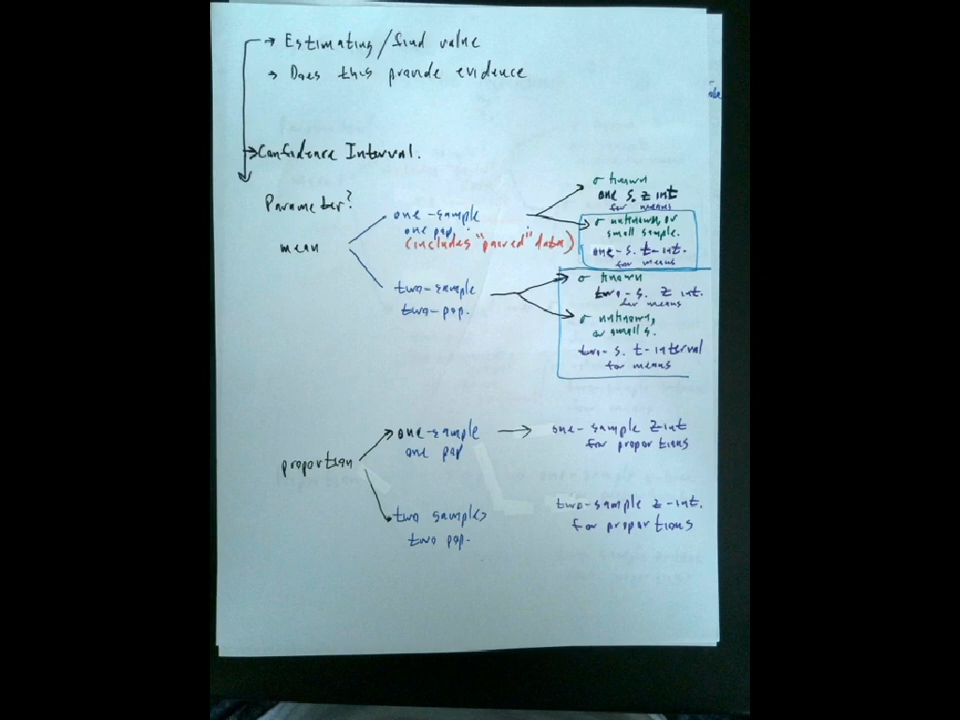 → Estimating/find value
→ Does this provide evidence
→ Confidence Interval.
Parameter?
mean
one-sample
one pop.
(includes "paired" data)
σ known
one s. z int
for means
σ unknown, or
small sample.
one-s. t-int.
for means
two-sample
two-pop.
σ known
two-s. z int.
for means
σ unknown,
or small s.
two-s. t-interval
for means
proportion
one-sample
one pop
one-sample z int
for proportions
two samples
two pop.
two-sample z-int.
for proportions